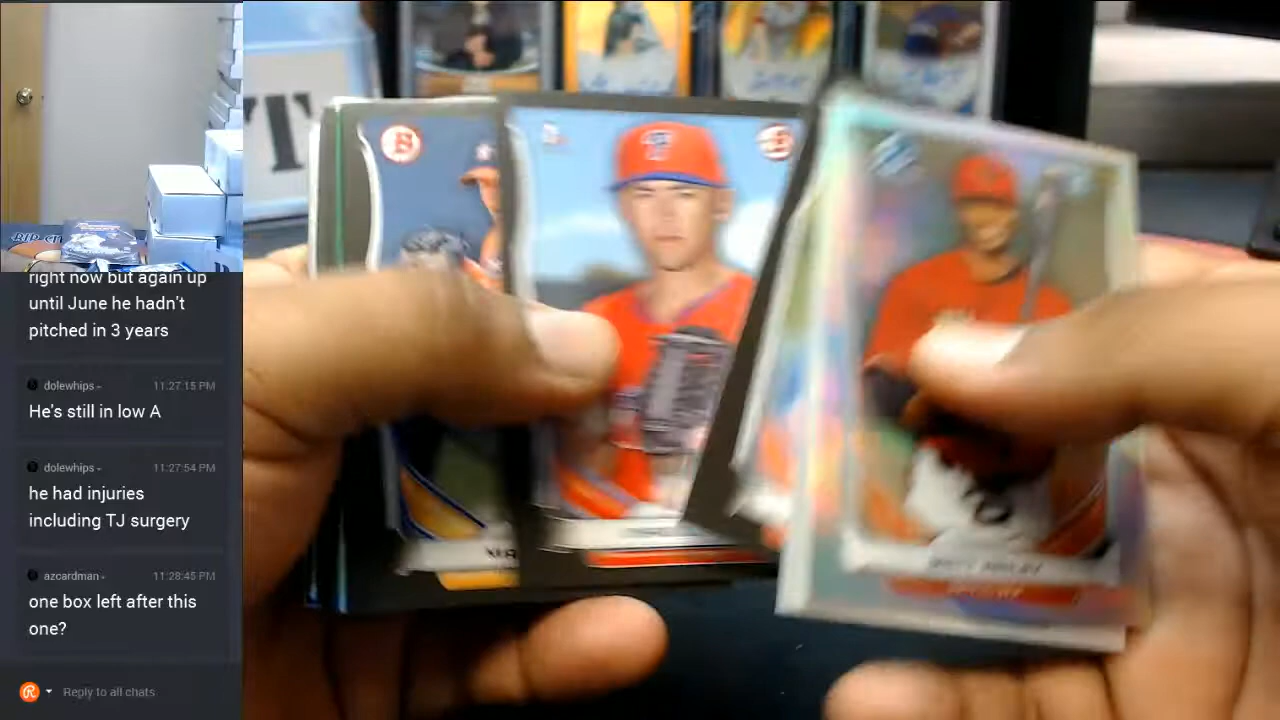 right now but again up
until June he hadn't
pitched in 3 years
dolewhips 11:27:15 PM
He's still in low A
dolewhips 11:27:54 PM
he had injuries
including TJ surgery
azcardman 11:28:45 PM
one box left after this
one?
Reply to all chats